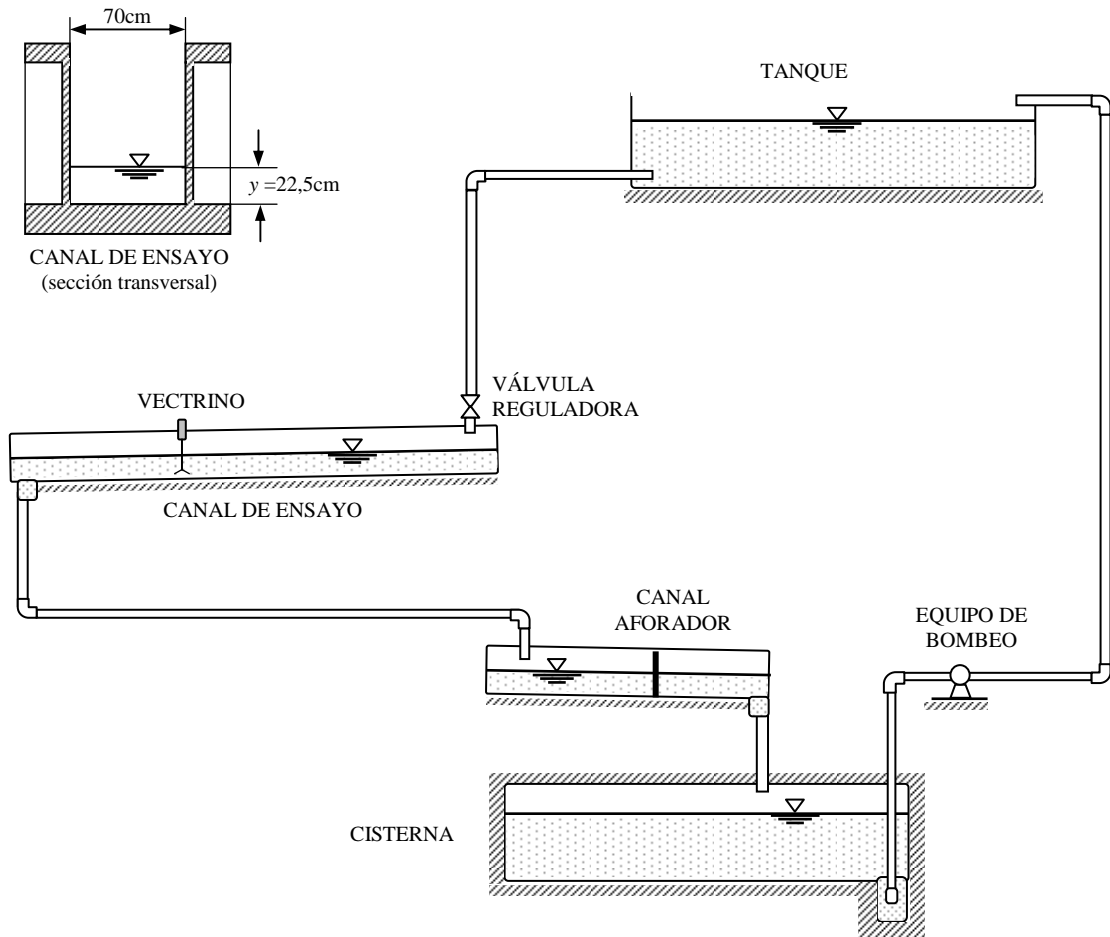 70cm
y =22,5cm
CANAL DE ENSAYO
(sección transversal)
TANQUE
VÁLVULA
REGULADORA
VECTRINO
CANAL DE ENSAYO
CANAL
AFORADOR
EQUIPO DE
BOMBEO
CISTERNA